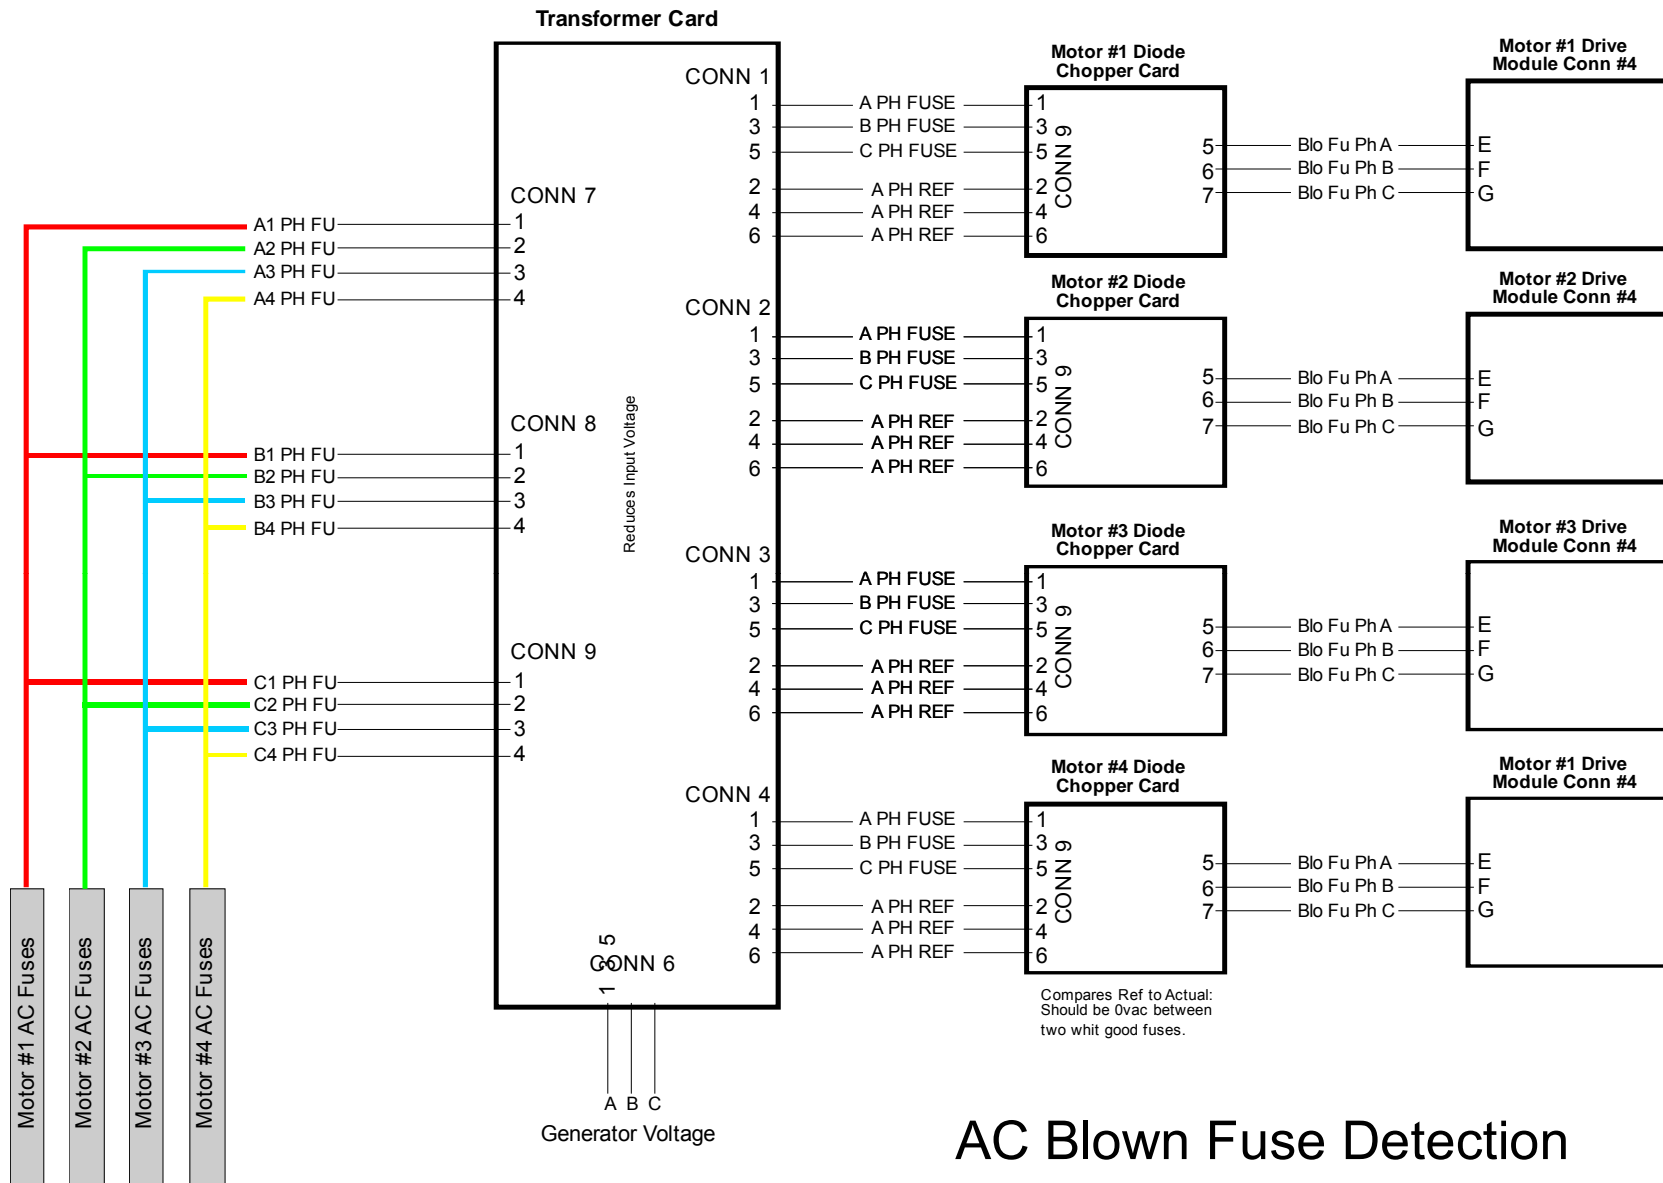 Transformer Card
CONN 7
A1 PH FU 1
A2 PH FU 2
A3 PH FU 3
A4 PH FU 4
CONN 8
B1 PH FU 1
B2 PH FU 2
B3 PH FU 3
B4 PH FU 4
CONN 9
C1 PH FU 1
C2 PH FU 2
C3 PH FU 3
C4 PH FU 4
Motor #1 AC Fuses
Motor #2 AC Fuses
Motor #3 AC Fuses
Motor #4 AC Fuses
Reduces Input Voltage
CONN 6
1 3 5
A B C
Generator Voltage
CONN 1
1 A PH FUSE 1
3 B PH FUSE 3
5 C PH FUSE 5
2 A PH REF 2
4 A PH REF 4
6 A PH REF 6
Motor #1 Diode
Chopper Card
CONN 9
5 Blo Fu Ph A E
6 Blo Fu Ph B F
7 Blo Fu Ph C G
Motor #1 Drive
Module Conn #4
CONN 2
1 A PH FUSE 1
3 B PH FUSE 3
5 C PH FUSE 5
2 A PH REF 2
4 A PH REF 4
6 A PH REF 6
Motor #2 Diode
Chopper Card
CONN 9
5 Blo Fu Ph A E
6 Blo Fu Ph B F
7 Blo Fu Ph C G
Motor #2 Drive
Module Conn #4
CONN 3
1 A PH FUSE 1
3 B PH FUSE 3
5 C PH FUSE 5
2 A PH REF 2
4 A PH REF 4
6 A PH REF 6
Motor #3 Diode
Chopper Card
CONN 9
5 Blo Fu Ph A E
6 Blo Fu Ph B F
7 Blo Fu Ph C G
Motor #3 Drive
Module Conn #4
CONN 4
1 A PH FUSE 1
3 B PH FUSE 3
5 C PH FUSE 5
2 A PH REF 2
4 A PH REF 4
6 A PH REF 6
Motor #4 Diode
Chopper Card
CONN 9
5 Blo Fu Ph A E
6 Blo Fu Ph B F
7 Blo Fu Ph C G
Motor #1 Drive
Module Conn #4
Compares Ref to Actual:
Should be 0vac between
two whit good fuses.
AC Blown Fuse Detection